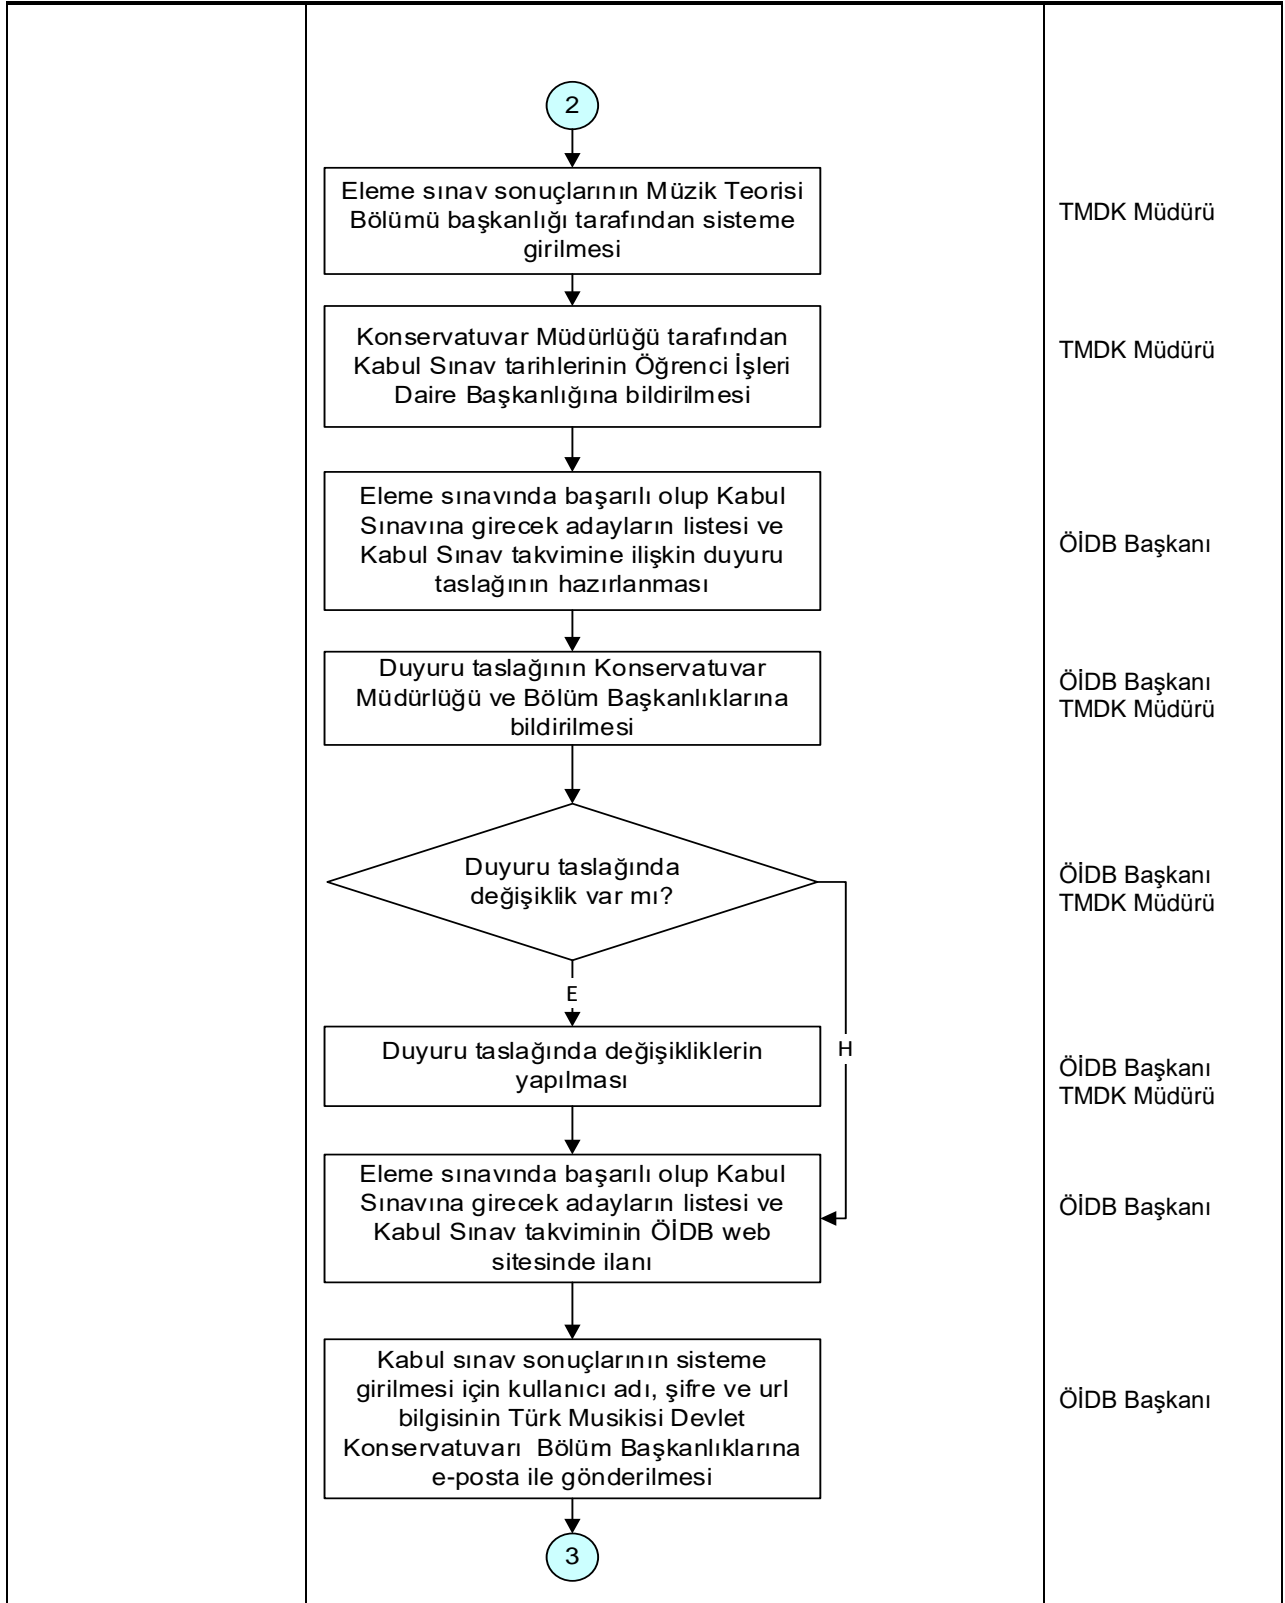 2
Eleme sınav sonuçlarının Müzik Teorisi
Bölümü başkanlığı tarafından sisteme
girilmesi
TMDK Müdürü
Konservatuvar Müdürlüğü tarafından
Kabul Sınav tarihlerinin Öğrenci İşleri
Daire Başkanlığına bildirilmesi
TMDK Müdürü
Eleme sınavında başarılı olup Kabul
Sınavına girecek adayların listesi ve
Kabul Sınav takvimine ilişkin duyuru
taslağının hazırlanması
ÖİDB Başkanı
Duyuru taslağının Konservatuvar
Müdürlüğü ve Bölüm Başkanlıklarına
bildirilmesi
ÖİDB Başkanı
TMDK Müdürü
Duyuru taslağında
değişiklik var mı?
ÖİDB Başkanı
TMDK Müdürü
E
H
Duyuru taslağında değişikliklerin
yapılması
ÖİDB Başkanı
TMDK Müdürü
Eleme sınavında başarılı olup Kabul
Sınavına girecek adayların listesi ve
Kabul Sınav takviminin ÖİDB web
sitesinde ilanı
ÖİDB Başkanı
Kabul sınav sonuçlarının sisteme
girilmesi için kullanıcı adı, şifre ve url
bilgisinin Türk Musikisi Devlet
Konservatuvarı  Bölüm Başkanlıklarına
e-posta ile gönderilmesi
ÖİDB Başkanı
3